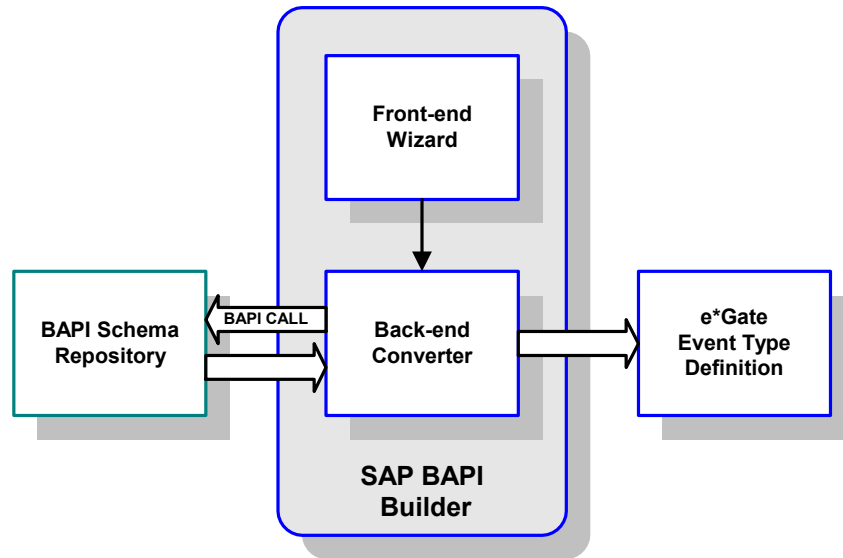 Front-end
Wizard
BAPI Schema
Repository
BAPI CALL
Back-end
Converter
e*Gate
Event Type
Definition
SAP BAPI
Builder